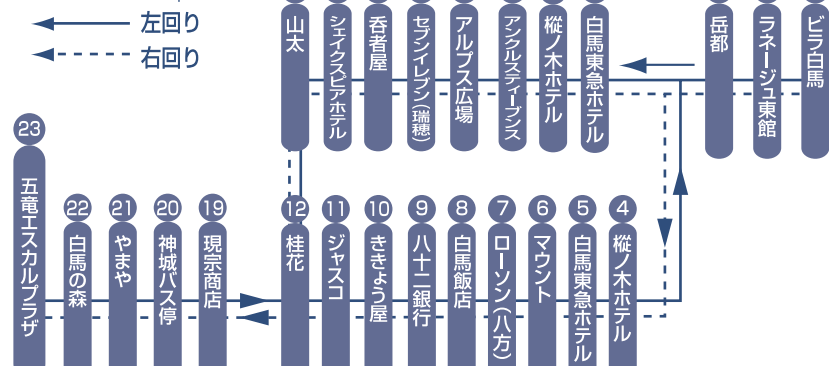 左回り
右回り
山太
シェイクスピアホテル
呑者屋
セブンイレブン(瑞穂)
アルプス広場
アンクルスティーブンス
樅ノ木ホテル
白馬東急ホテル
岳都
ラネージュ東館
ビラ白馬
23
五竜エスカルプラザ
22
白馬の森
21
やまや
20
神城バス停
19
現宗商店
12
桂花
11
ジャスコ
10
ききょう屋
9
八十二銀行
8
白馬飯店
7
ローソン(八方)
6
マウント
5
白馬東急ホテル
4
樅ノ木ホテル